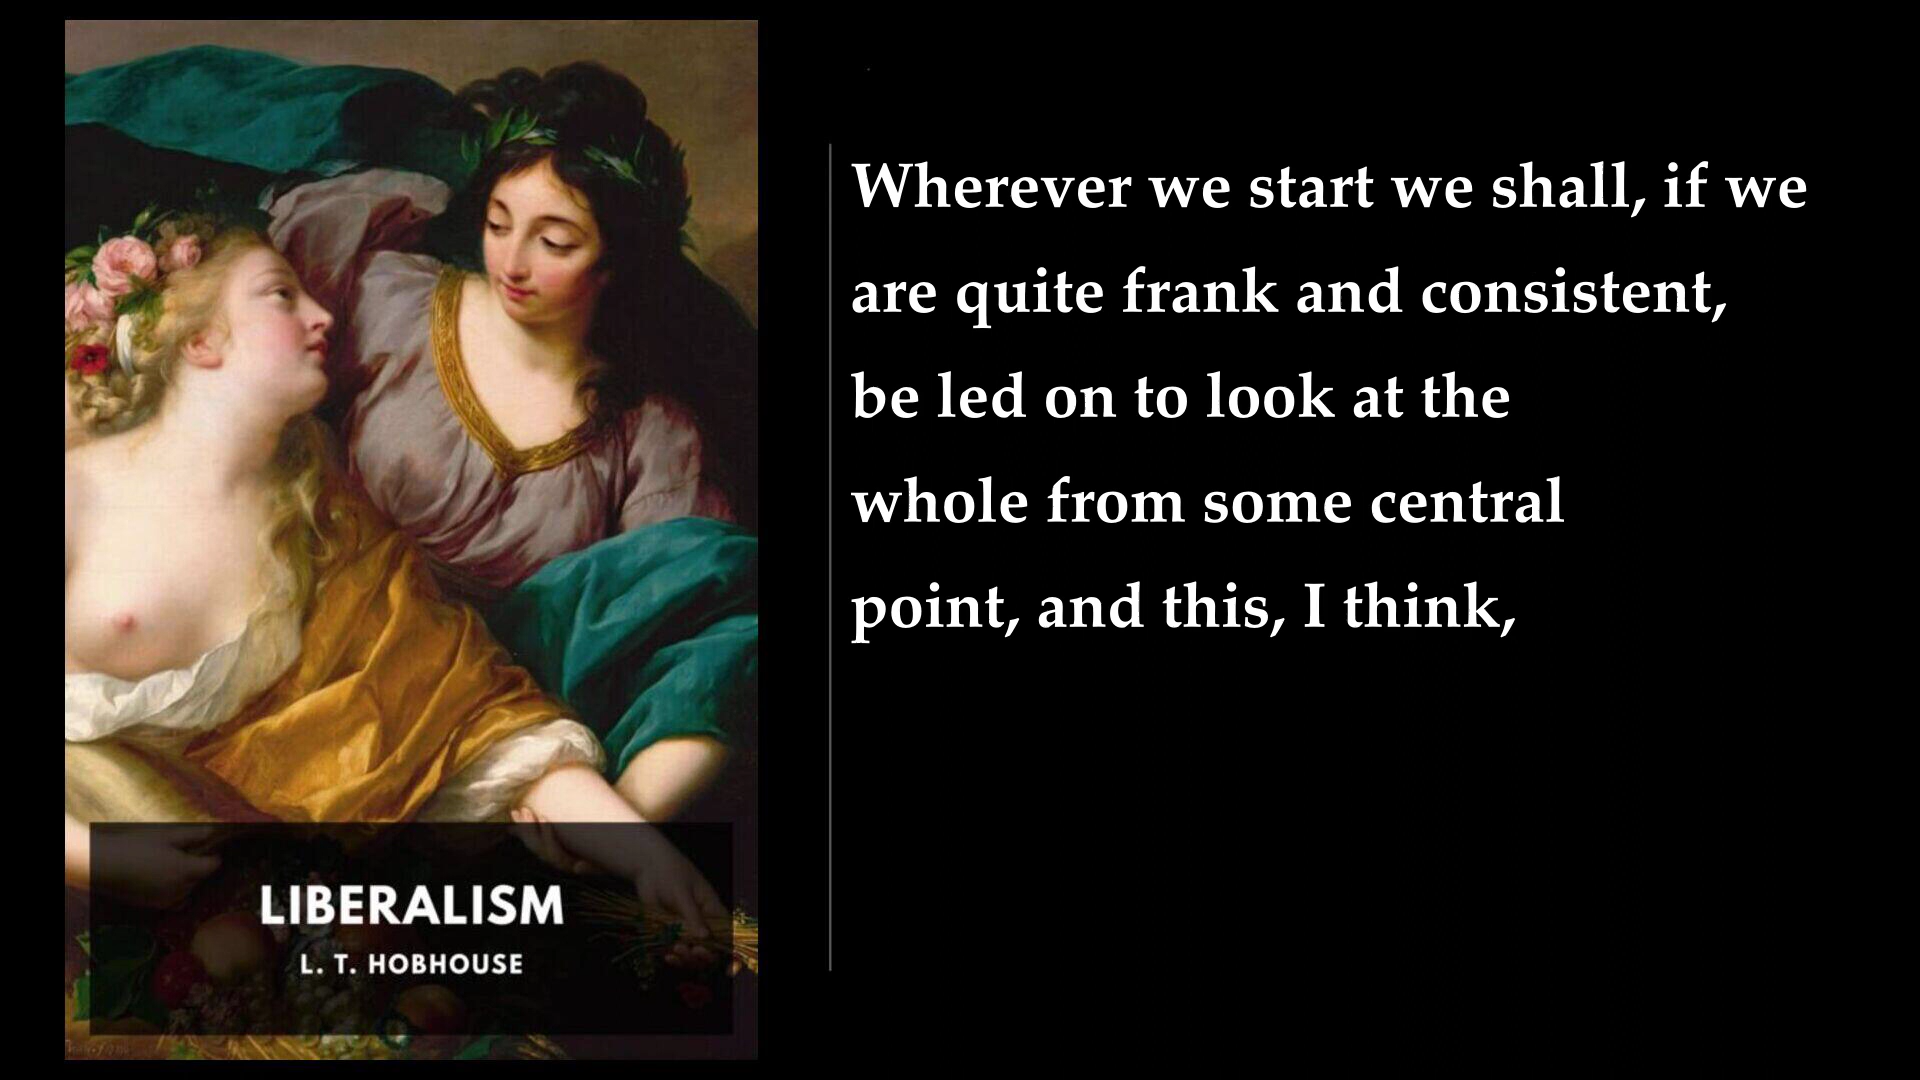 Wherever we start we shall, if we
are quite frank and consistent,
be led on to look at the
whole from some central
point, and this, I think,
LIBERALISM
L. T. HOBHOUSE